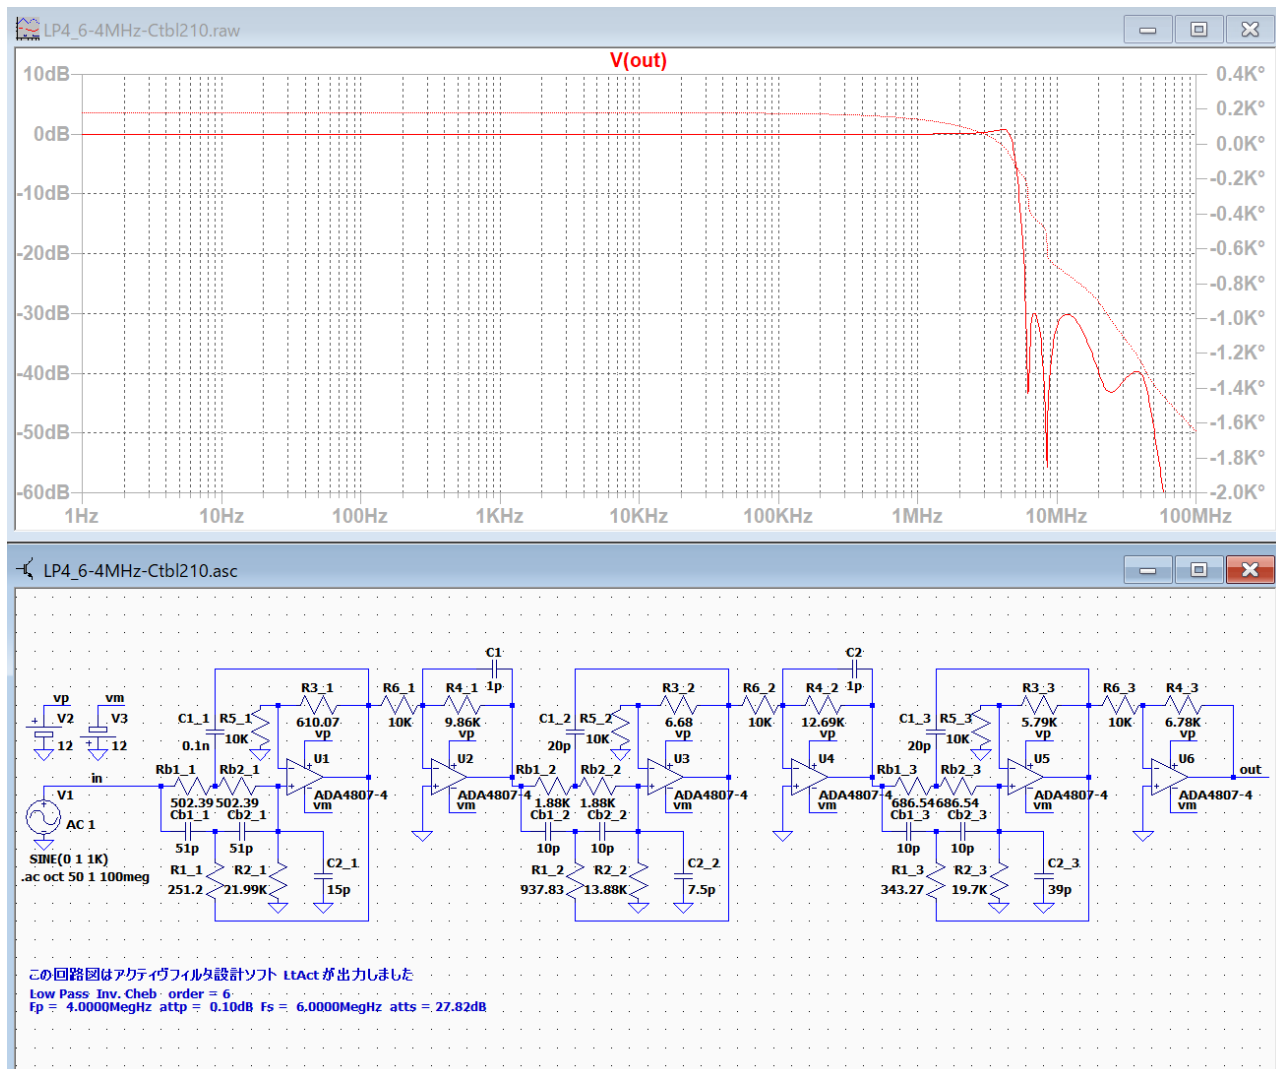 LP4_6-4MHz-Ctbl210.raw
V(out)
10dB
0dB
-10dB
-20dB
-30dB
-40dB
-50dB
-60dB
0.4K°
0.2K°
0.0K°
-0.2K°
-0.4K°
-0.6K°
-0.8K°
-1.0K°
-1.2K°
-1.4K°
-1.6K°
-1.8K°
-2.0K°
1Hz 10Hz 100Hz 1KHz 10KHz 100KHz 1MHz 10MHz 100MHz
LP4_6-4MHz-Ctbl210.asc
vp
V2
12
vm
V3
12
in
V1
AC 1
SINE(0 1 1K)
.ac oct 50 1 100meg
C1_1
0.1n
R5_1
10K
R3_1
610.07
vp
U1
ADA4807-4
vm
Rb1_1
502.39
Rb2_1
502.39
Cb1_1
51p
Cb2_1
51p
R1_1
251.2
R2_1
21.99K
C2_1
15p
R6_1
10K
C1
1p
R4_1
9.86K
vp
U2
ADA4807-4
vm
C1_2
20p
R5_2
10K
R3_2
6.68
vp
U3
ADA4807-4
vm
Rb1_2
1.88K
Rb2_2
1.88K
Cb1_2
10p
Cb2_2
10p
R1_2
937.83
R2_2
13.88K
C2_2
7.5p
R6_2
10K
C2
1p
R4_2
12.69K
vp
U4
ADA4807-4
vm
C1_3
20p
R5_3
10K
R3_3
5.79K
vp
U5
ADA4807-4
vm
Rb1_3
686.54
Rb2_3
686.54
Cb1_3
10p
Cb2_3
10p
R1_3
343.27
R2_3
19.7K
C2_3
39p
R6_3
10K
R4_3
6.78K
vp
U6
ADA4807-4
vm
out
この回路図はアクティヴフィルタ設計ソフト LtAct が出力しました
Low Pass Inv. Cheb order = 6
Fp = 4.0000MegHz attp = 0.10dB Fs = 6.0000MegHz atts = 27.82dB